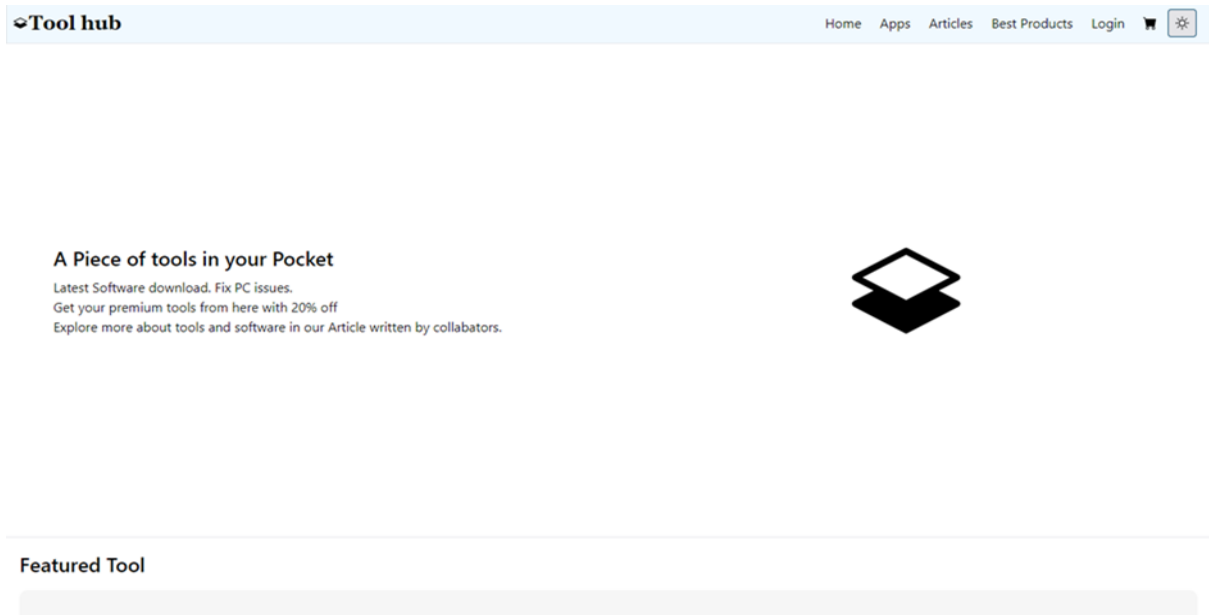 Tool hub
Home Apps Articles Best Products Login
A Piece of tools in your Pocket
Latest Software download. Fix PC issues.
Get your premium tools from here with 20% off
Explore more about tools and software in our Article written by collabators.
Featured Tool